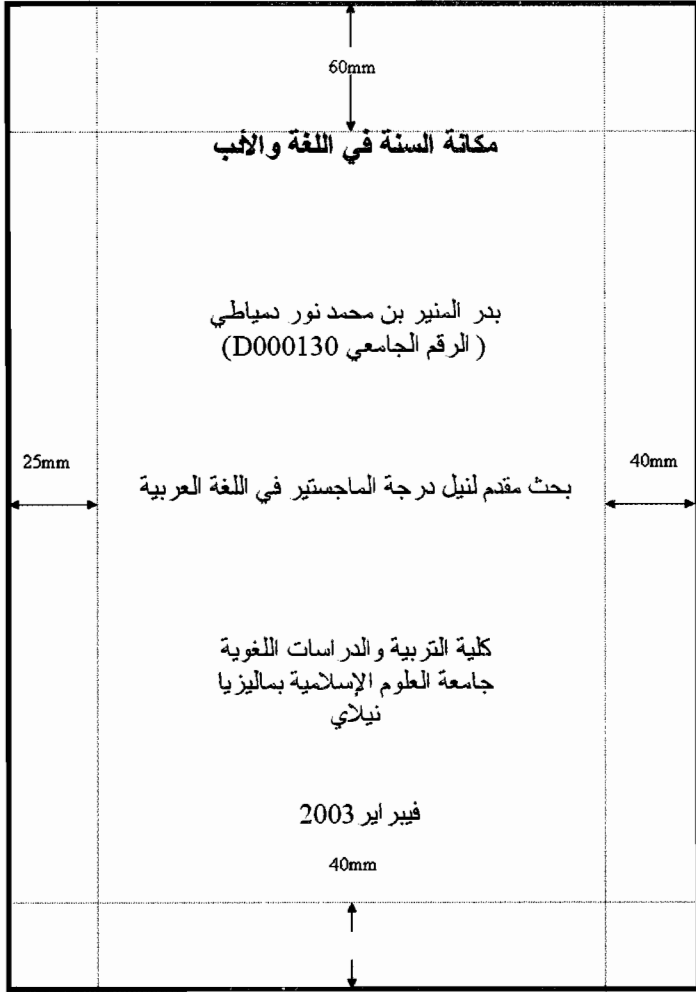 60mm
مكانة السنة في اللغة والأدب
بدر المنير بن محمد نور دمياطي
( الرقم الجامعي D000130)
25mm
40mm
بحث مقدم لنيل درجة الماجستير في اللغة العربية
كلية التربية والدراسات اللغوية
جامعة العلوم الإسلامية بماليزيا
نيلاي
فيبراير 2003
40mm